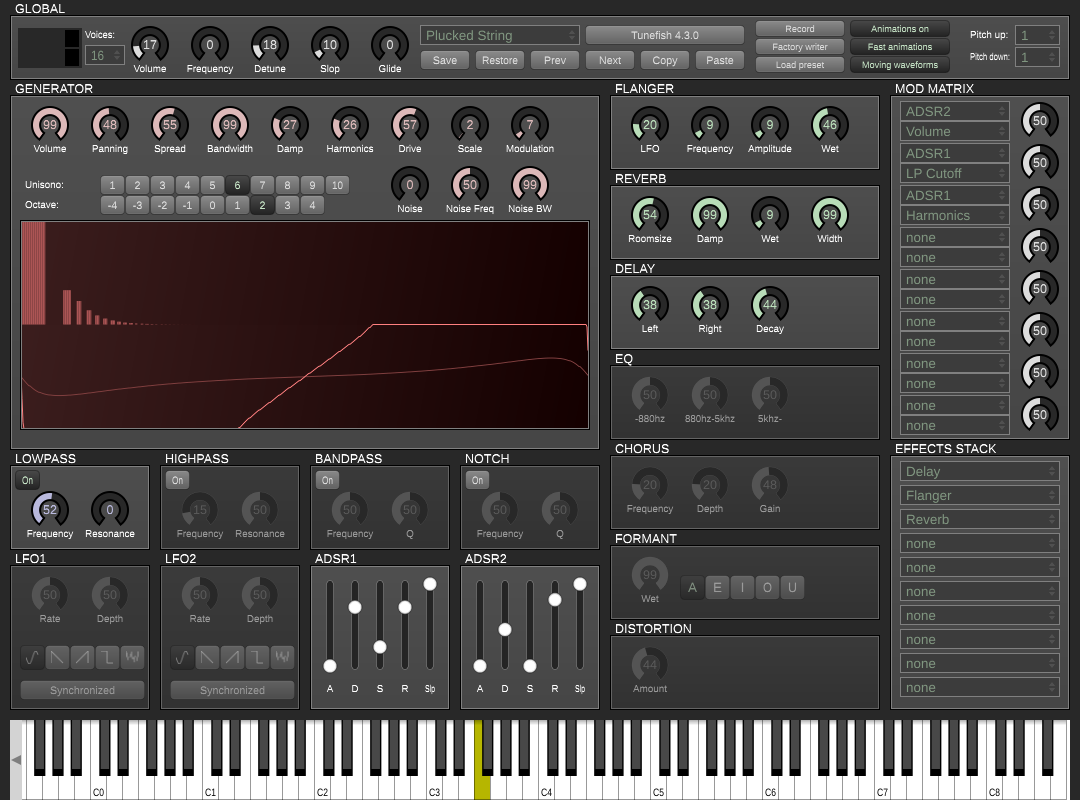 GLOBAL
Voices:
16
17
Volume
0
Frequency
18
Detune
10
Slop
0
Glide
Plucked String
Tunefish 4.3.0
Save
Restore
Prev
Next
Copy
Paste
Record
Factory writer
Load preset
Animations on
Fast animations
Moving waveforms
Pitch up:
1
Pitch down:
1
GENERATOR
99
48
55
99
27
26
57
2
7
Volume
Panning
Spread
Bandwidth
Damp
Harmonics
Drive
Scale
Modulation
Unisono:
1 2 3 4 5 6 7 8 9 10
Octave:
-4 -3 -2 -1 0 1 2 3 4
0
50
99
Noise
Noise Freq
Noise BW
LOWPASS
On
52
0
Frequency
Resonance
HIGHPASS
On
15
50
Frequency
Resonance
BANDPASS
On
50
50
Frequency
Q
NOTCH
On
50
50
Frequency
Q
LFO1
50
50
Rate
Depth
Synchronized
LFO2
50
50
Rate
Depth
Synchronized
ADSR1
A D S R Slp
ADSR2
A D S R Slp
FLANGER
20
9
9
46
LFO
Frequency
Amplitude
Wet
REVERB
54
99
9
99
Roomsize
Damp
Wet
Width
DELAY
38
38
44
Left
Right
Decay
EQ
50
50
50
-880hz
880hz-5khz
5khz-
CHORUS
20
20
48
Frequency
Depth
Gain
FORMANT
99
Wet
A E I O U
DISTORTION
44
Amount
MOD MATRIX
ADSR2
Volume
50
ADSR1
LP Cutoff
50
ADSR1
Harmonics
50
none
none
50
none
none
50
none
none
50
none
none
50
none
none
50
EFFECTS STACK
Delay
Flanger
Reverb
none
none
none
none
none
none
none
C0 C1 C2 C3 C4 C5 C6 C7 C8